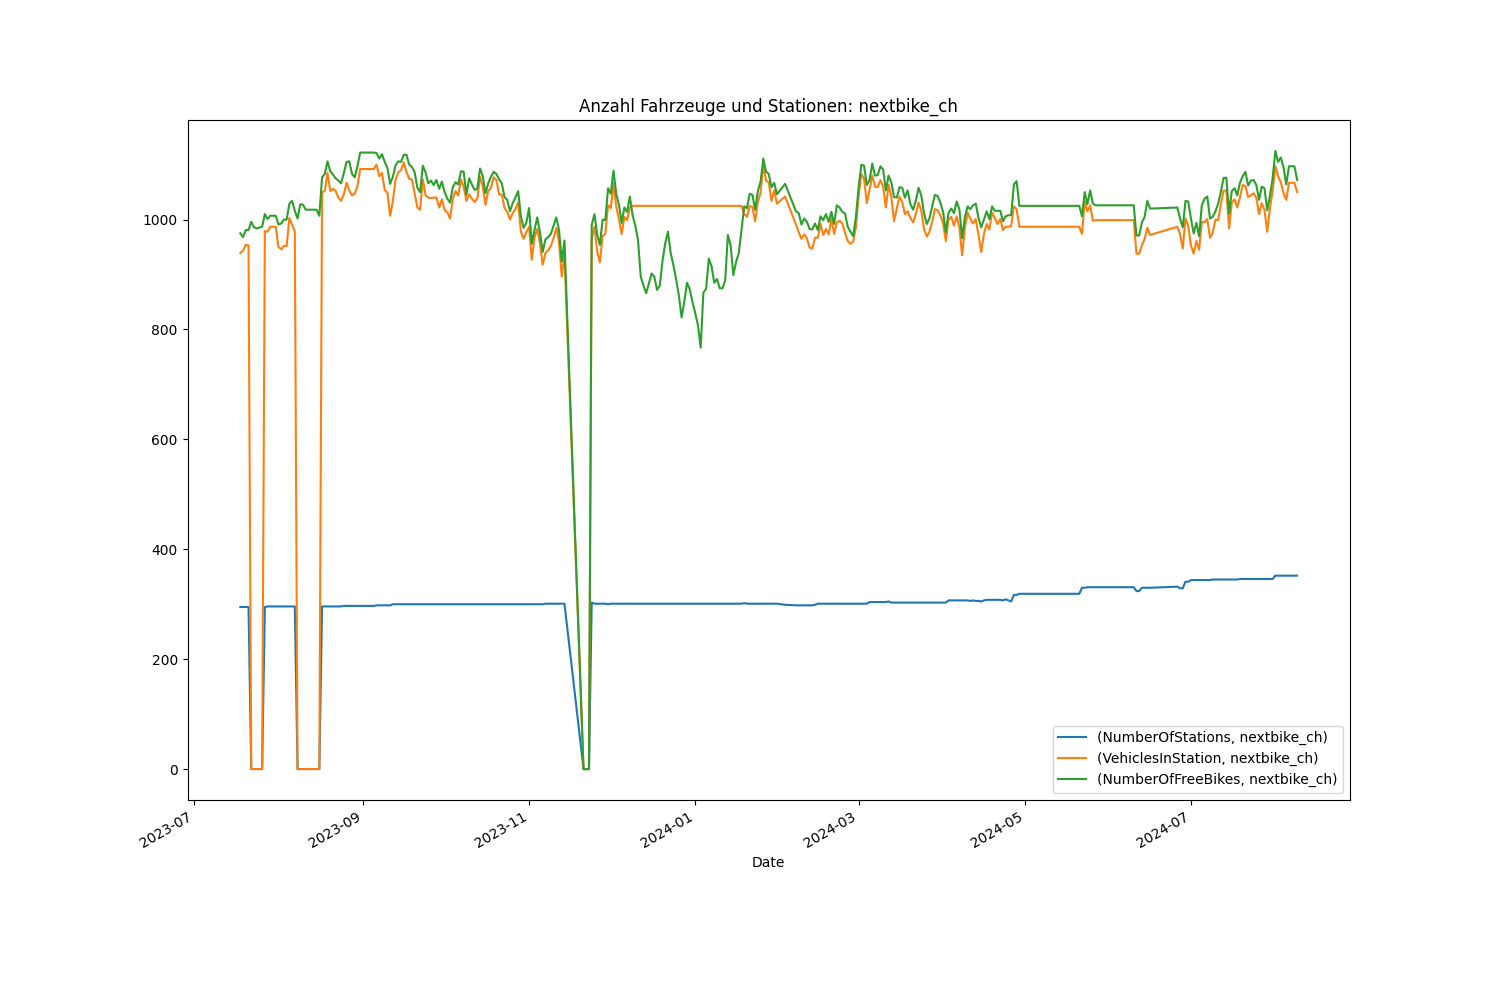 Anzahl Fahrzeuge und Stationen: nextbike_ch
1000
800
600
400
200
0
2023-07
2023-09
2023-11
2024-01
2024-03
2024-05
2024-07
Date
(NumberOfStations, nextbike_ch)
(VehiclesInStation, nextbike_ch)
(NumberOfFreeBikes, nextbike_ch)